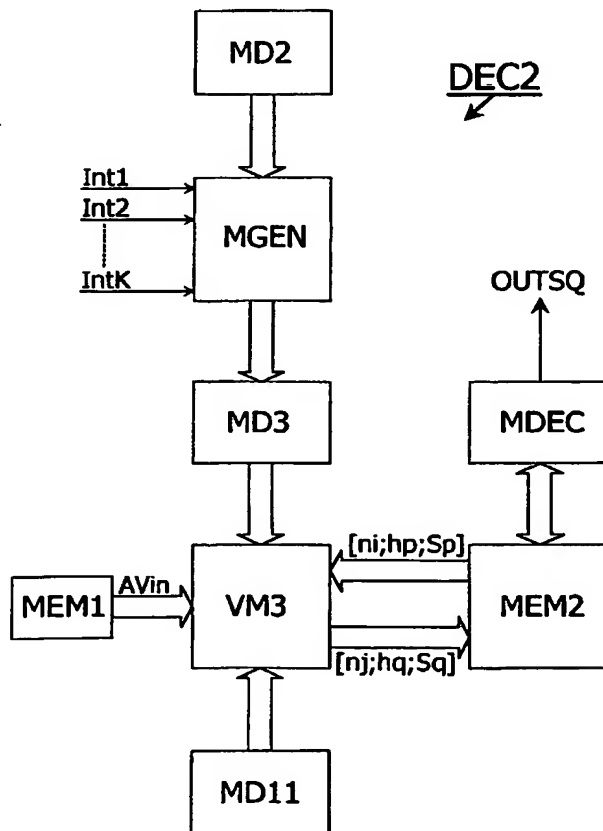 MD2
DEC2
Int1
Int2
IntK
MGEN
OUTSQ
MD3
MDEC
[ni;hp;Sp]
MEM1
AVin
VM3
MEM2
[nj;hq;Sq]
MD11